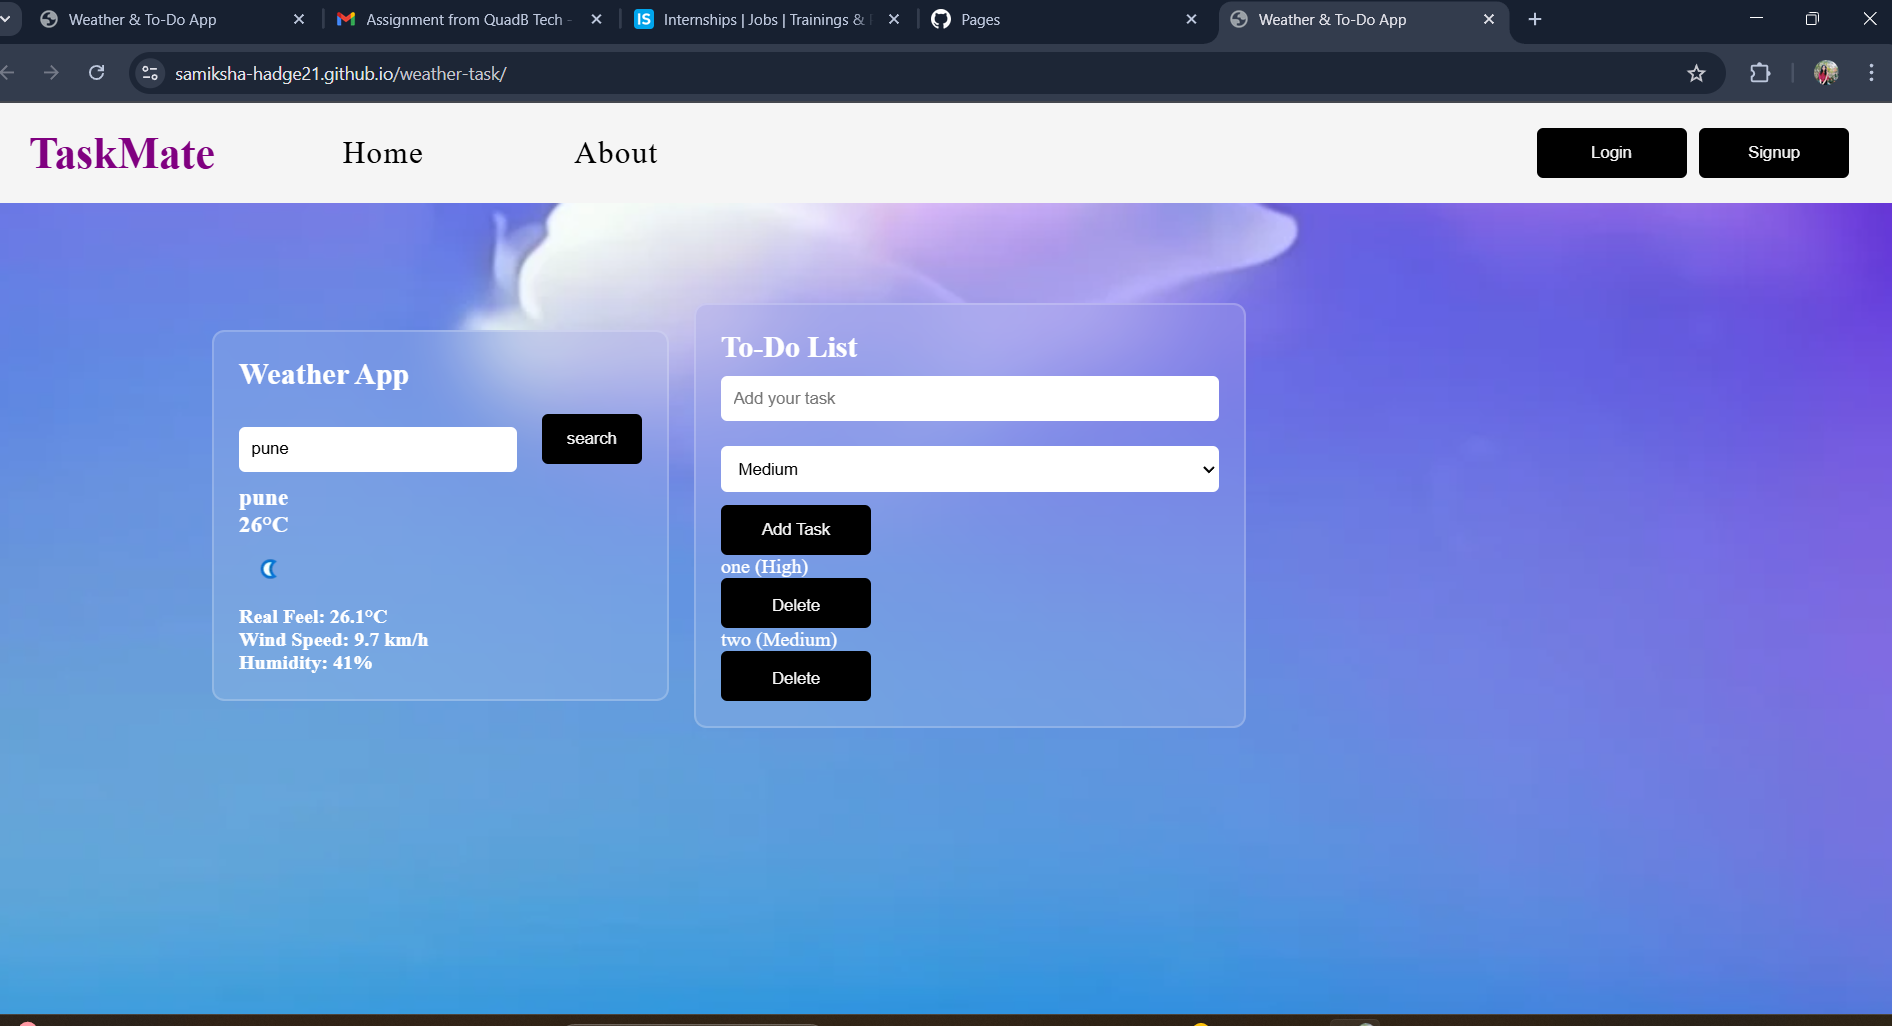 Weather & To-Do App
Assignment from QuadB Tech -
IS Internships | Jobs | Trainings &
Pages
Weather & To-Do App
samiksha-hadge21.github.io/weather-task/
TaskMate
Home
About
Login
Signup
Weather App
pune
search
pune
26°C
Real Feel: 26.1°C
Wind Speed: 9.7 km/h
Humidity: 41%
To-Do List
Add your task
Medium
Add Task
one (High)
Delete
two (Medium)
Delete